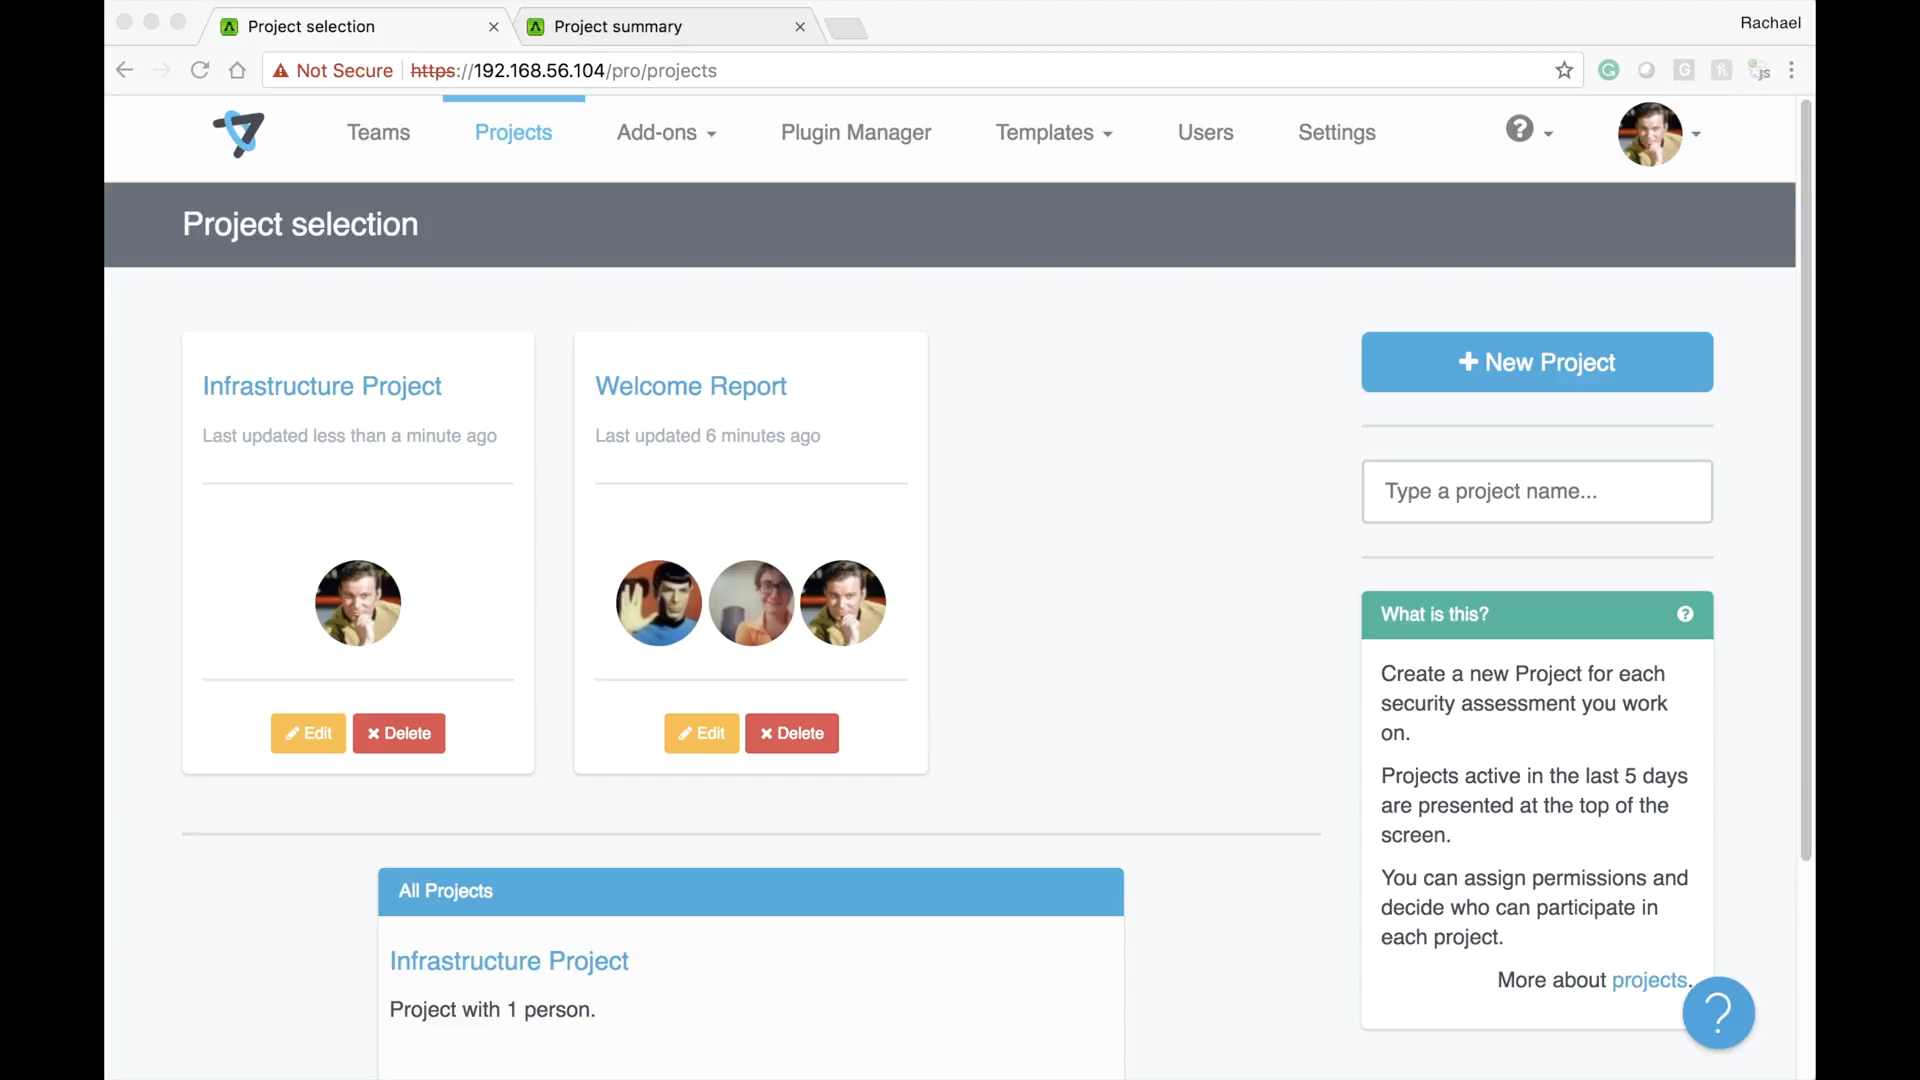 Project selection
Project summary
Rachael
Not Secure
https://192.168.56.104/pro/projects
Teams
Projects
Add-ons
Plugin Manager
Templates
Users
Settings
Project selection
Infrastructure Project
Last updated less than a minute ago
Edit
Delete
Welcome Report
Last updated 6 minutes ago
Edit
Delete
New Project
Type a project name...
What is this?
Create a new Project for each
security assessment you work
on.
Projects active in the last 5 days
are presented at the top of the
screen.
You can assign permissions and
decide who can participate in
each project.
More about projects.
All Projects
Infrastructure Project
Project with 1 person.